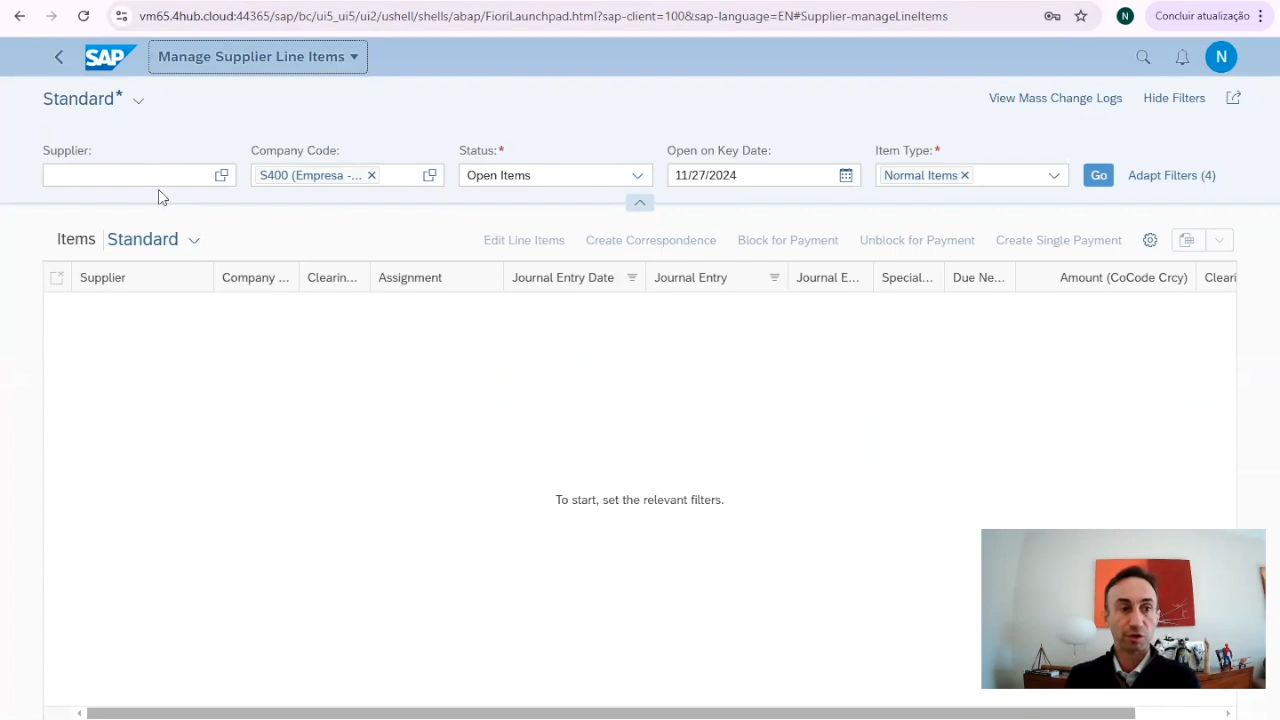 vm65.4hub.cloud:44365/sap/bc/ui5_ui5/ui2/ushell/shells/abap/FioriLaunchpad.html?sap-client=100&sap-language=EN#Supplier-manageLineItems N Concluir atualização
SAP Manage Supplier Line Items N
Standard* View Mass Change Logs Hide Filters
Supplier: Company Code: Status:* Open on Key Date: Item Type:*
S400 (Empresa -... Open Items 11/27/2024 Normal Items Go Adapt Filters (4)
Items Standard Edit Line Items Create Correspondence Block for Payment Unblock for Payment Create Single Payment
Supplier Company ... Clearin... Assignment Journal Entry Date Journal Entry Journal E... Special... Due Ne... Amount (CoCode Crcy) Cleari
To start, set the relevant filters.